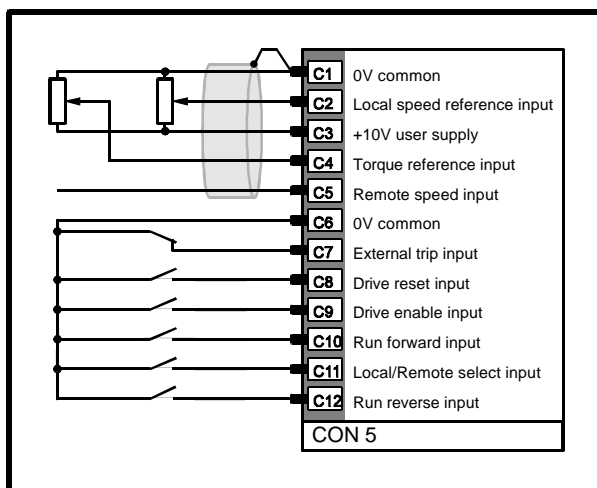 C1 0V common
C2 Local speed reference input
C3 +10V user supply
C4 Torque reference input
C5 Remote speed input
C6 0V common
C7 External trip input
C8 Drive reset input
C9 Drive enable input
C10 Run forward input
C11 Local/Remote select input
C12 Run reverse input
CON 5